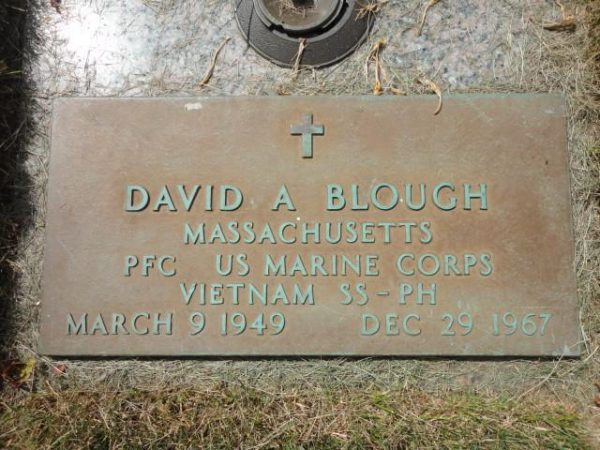 DAVID A BLOUGH
MASSACHUSETTS
PFC US MARINE CORPS
VIETNAM SS-PH
MARCH 9 1949 DEC 29 1967